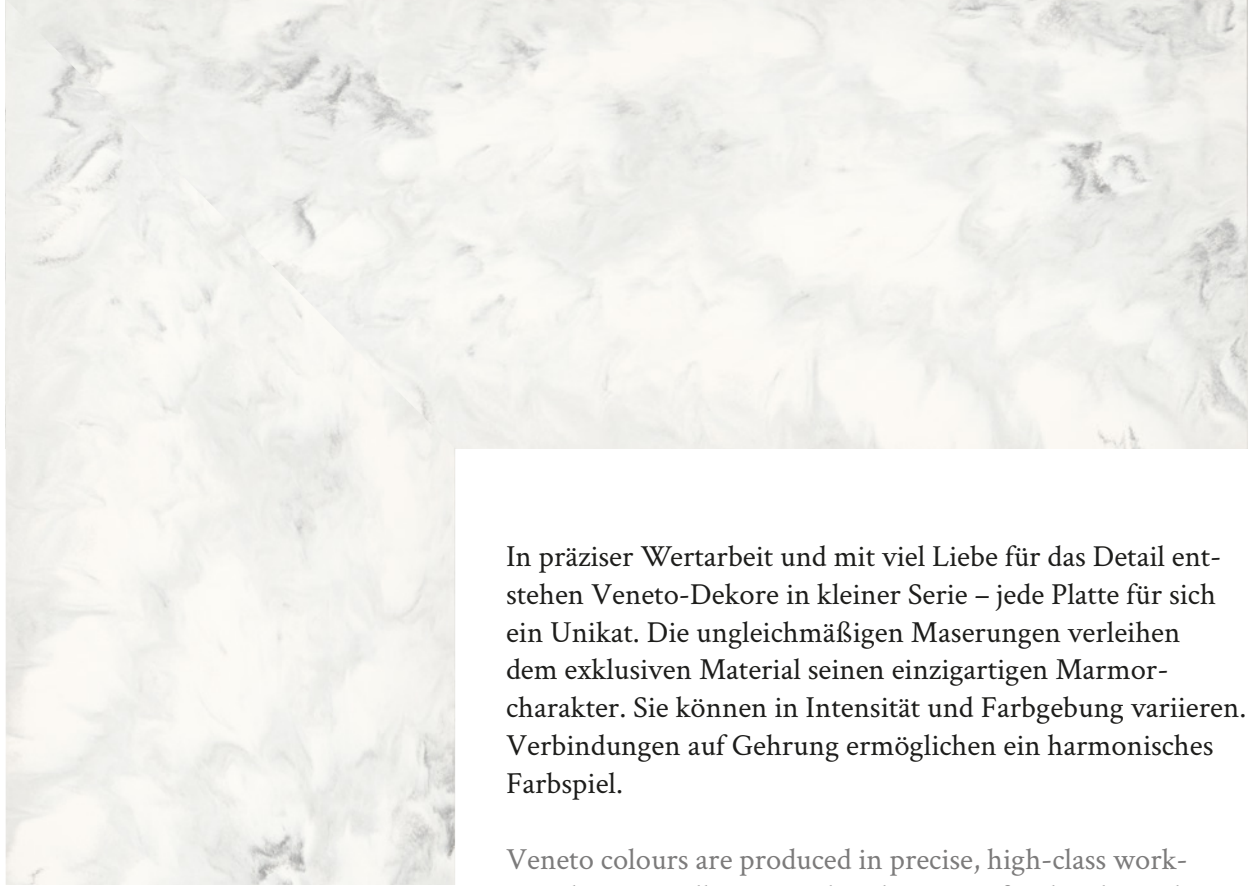 In präziser Wertarbeit und mit viel Liebe für das Detail ent-
stehen Veneto-Dekore in kleiner Serie – jede Platte für sich
ein Unikat. Die ungleichmäßigen Maserungen verleihen
dem exklusiven Material seinen einzigartigen Marmor-
charakter. Sie können in Intensität und Farbgebung variieren.
Verbindungen auf Gehrung ermöglichen ein harmonisches
Farbspiel.
Veneto colours are produced in precise, high-class work-